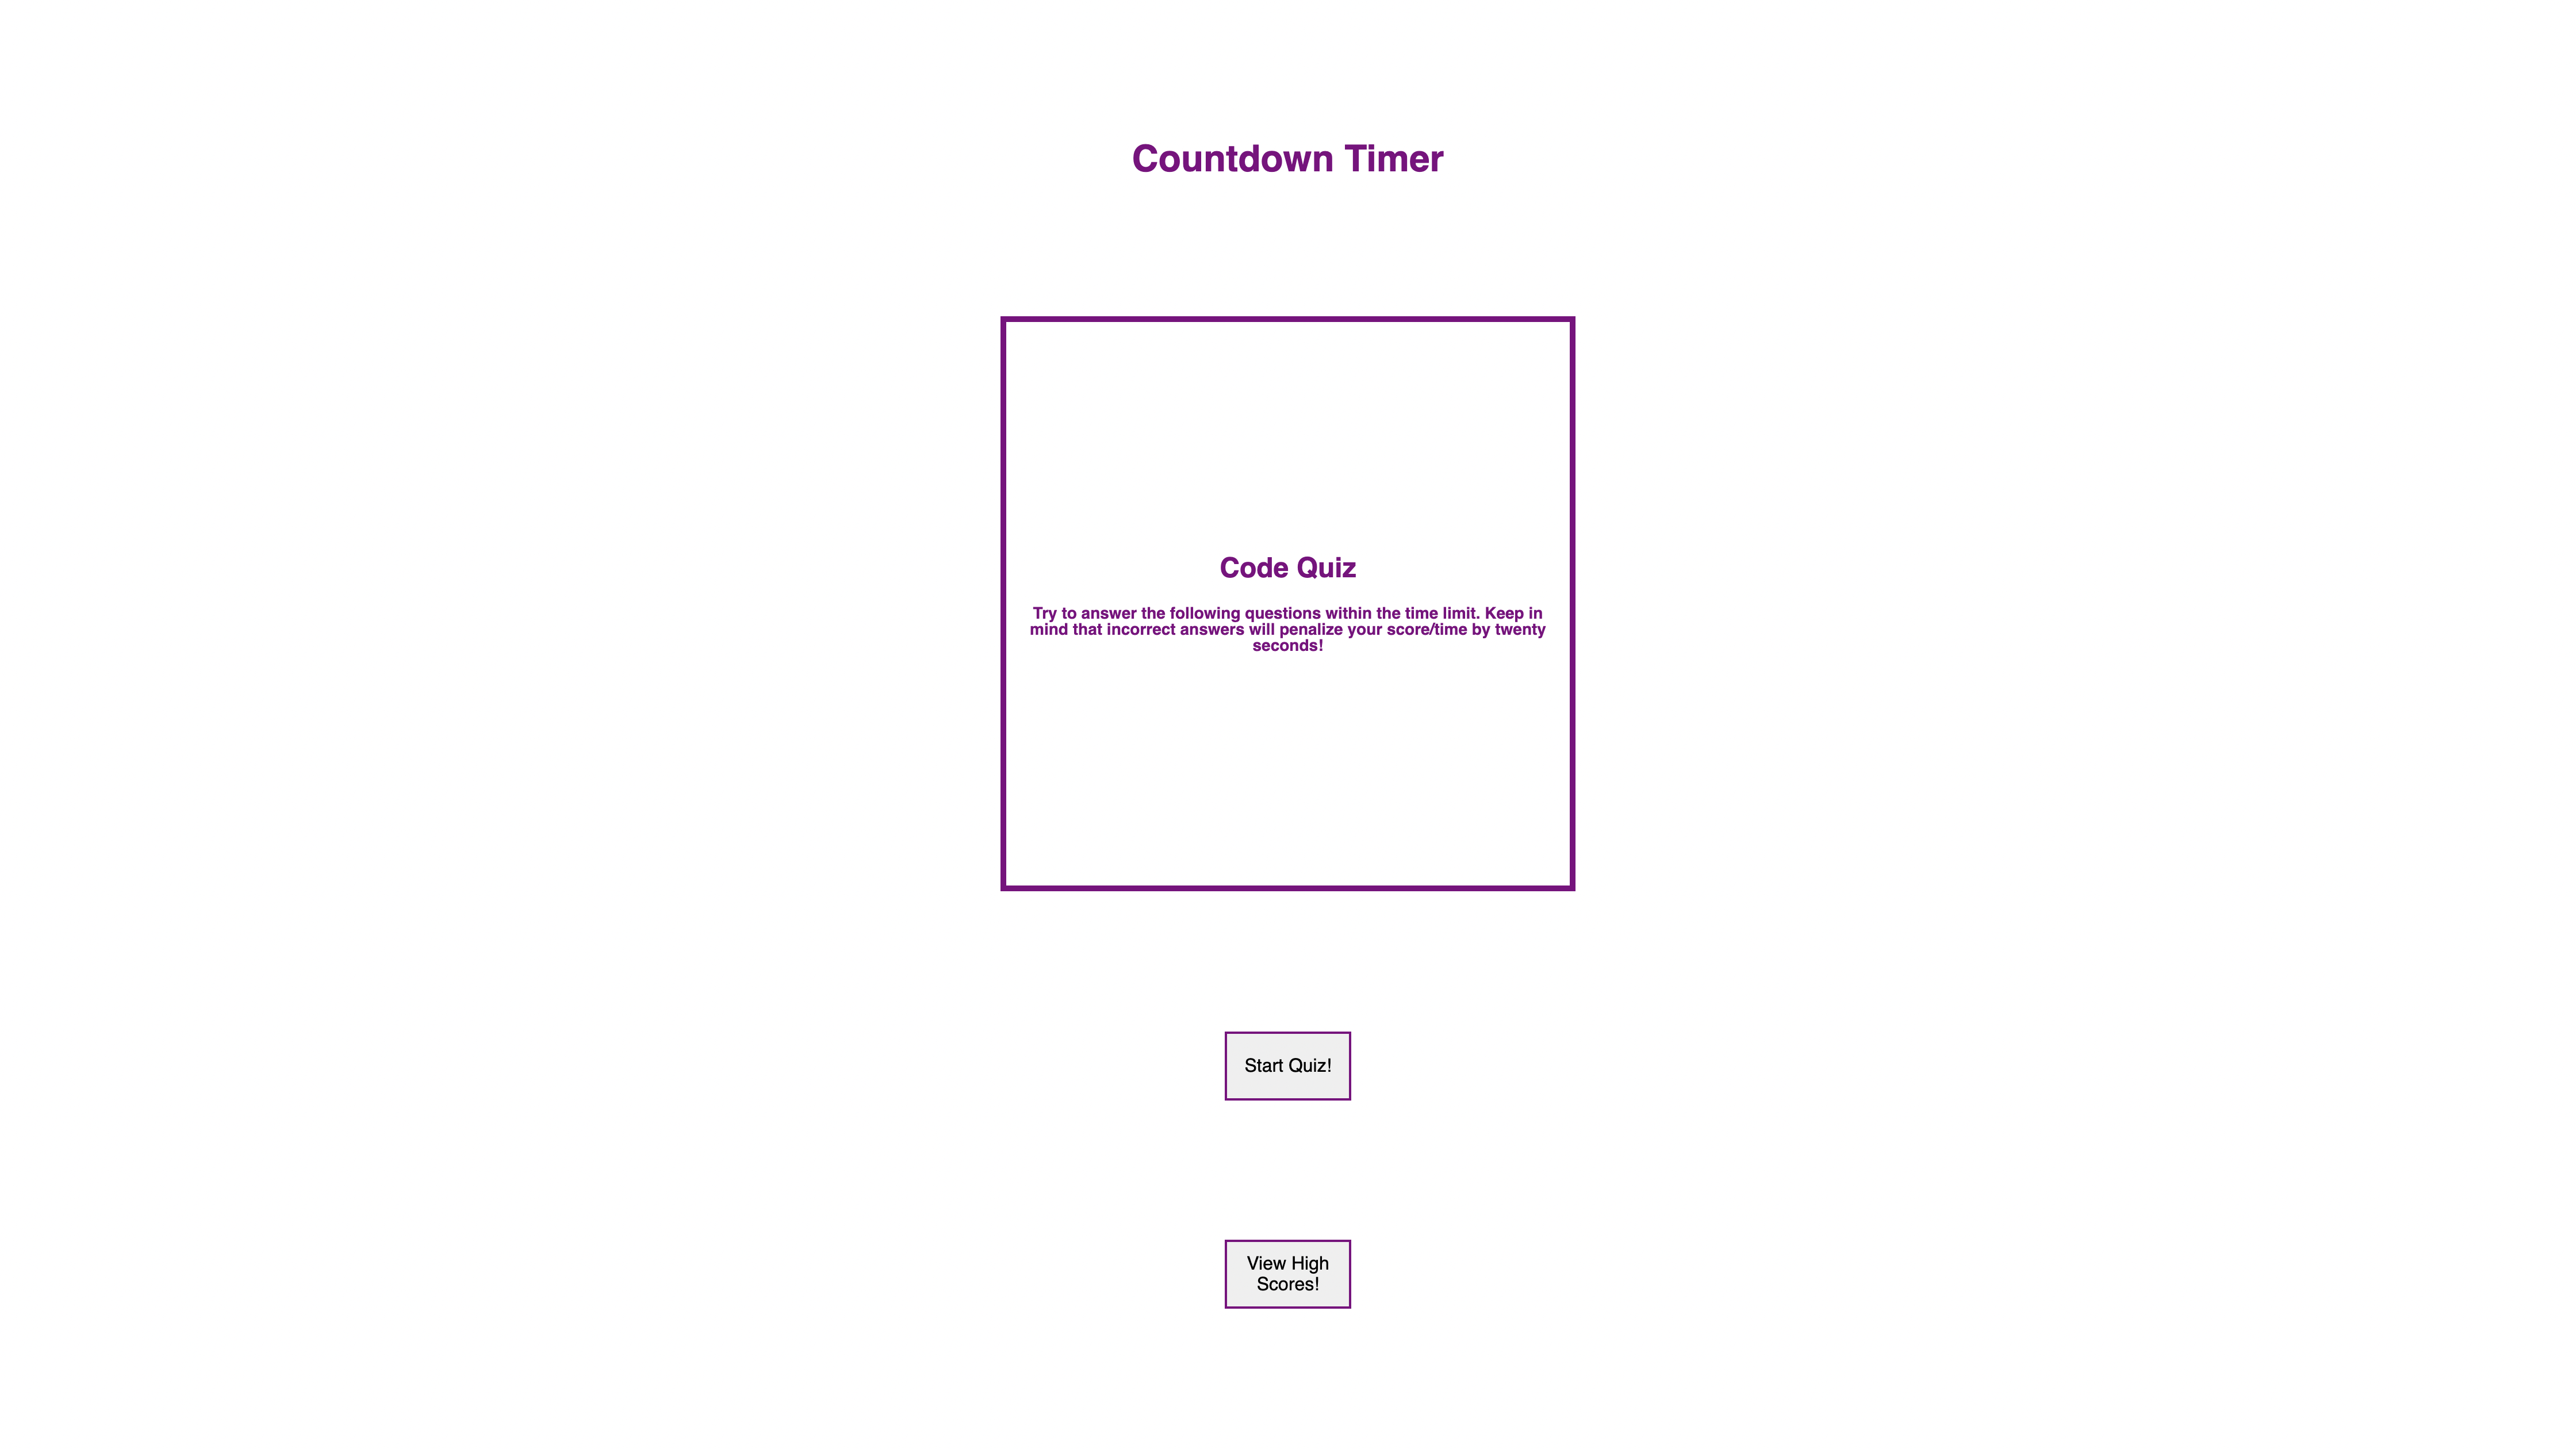 Countdown Timer
Code Quiz
Try to answer the following questions within the time limit. Keep in
mind that incorrect answers will penalize your score/time by twenty
seconds!
Start Quiz!
View High
Scores!